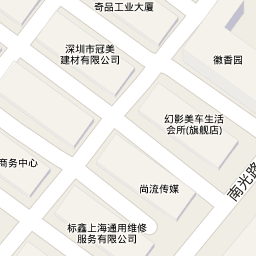 奇品工业大厦
深圳市冠美
建材有限公司
徽香园
幻影美车生活
会所(旗舰店)
商务中心
尚流传媒
南光路
标鑫上海通用维修
服务有限公司